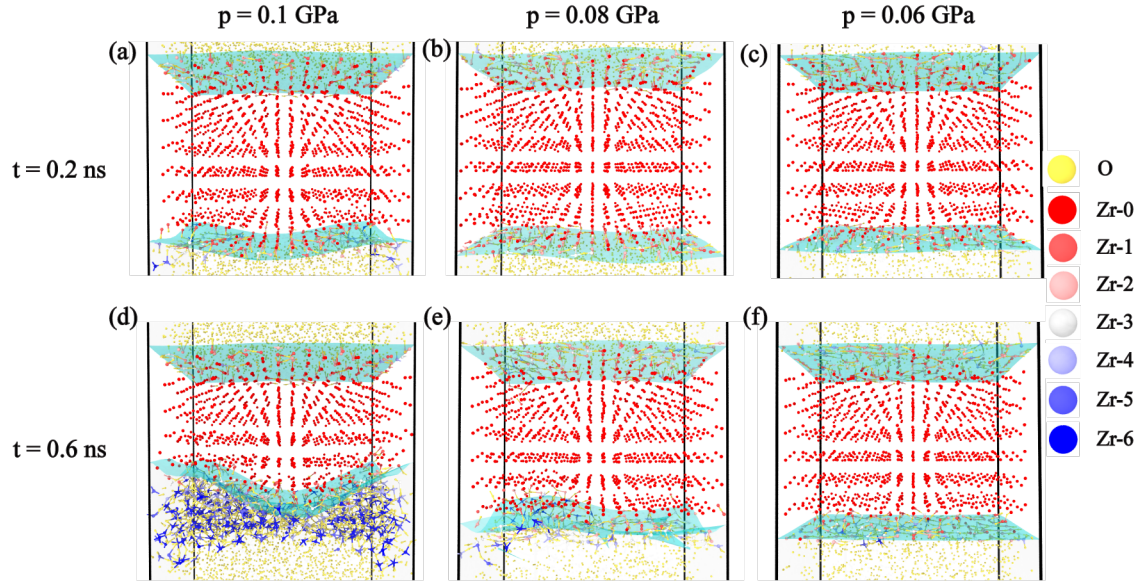 p = 0.1 GPa
p = 0.08 GPa
p = 0.06 GPa
(a)
(b)
(c)
t = 0.2 ns
(d)
(e)
(f)
t = 0.6 ns
O
Zr-0
Zr-1
Zr-2
Zr-3
Zr-4
Zr-5
Zr-6